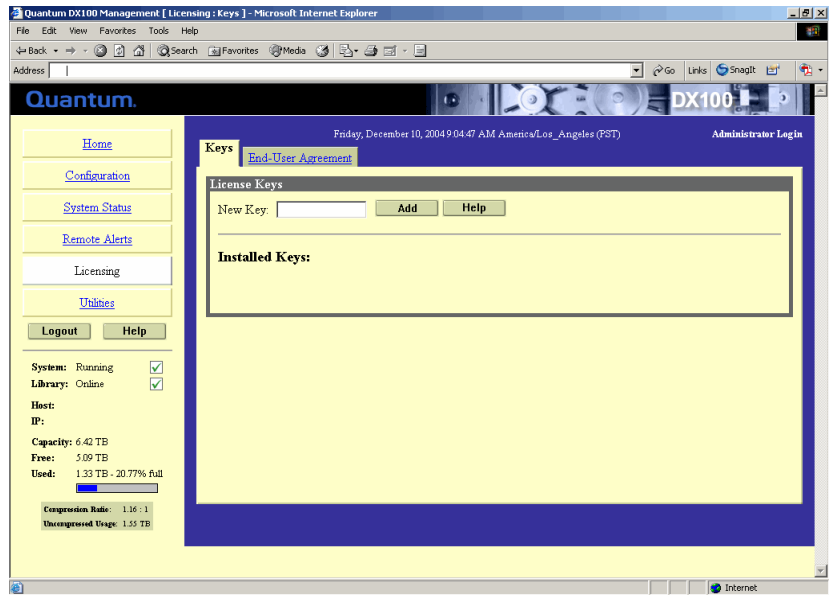 Quantum DX100 Management [ Licensing : Keys ] - Microsoft Internet Explorer
File Edit View Favorites Tools Help
Back Search Favorites Media
Address Go Links SnagIt
Quantum. DX100
Friday, December 10, 2004 9:04:47 AM America/Los_Angeles (PST) Administrator Login
Home
Configuration
System Status
Remote Alerts
Licensing
Utilities
Logout Help
System: Running
Library: Online
Host:
IP:
Capacity: 6.42 TB
Free: 5.09 TB
Used: 1.33 TB - 20.77% full
Compression Ratio: 1.16 : 1
Uncompressed Usage: 1.55 TB
Keys End-User Agreement
License Keys
New Key: Add Help
Installed Keys:
Internet